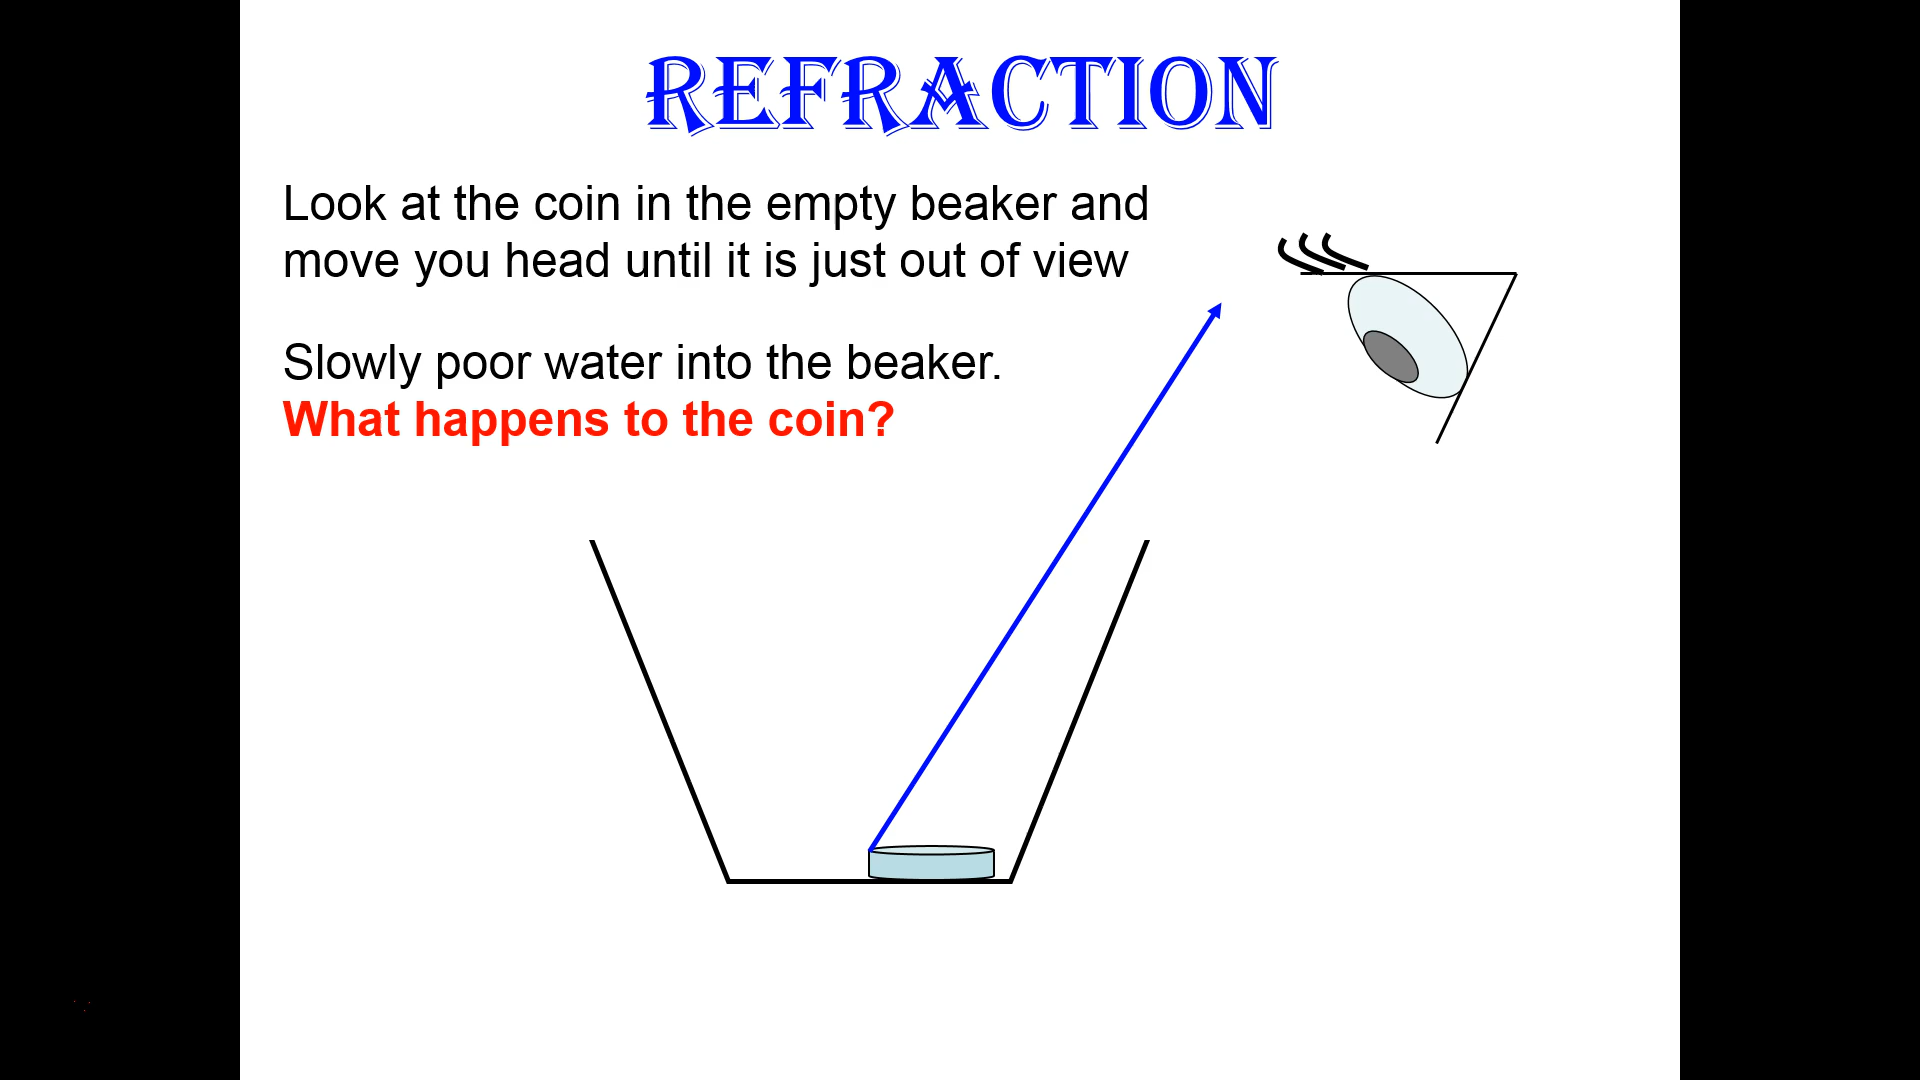 REFRACTION
Look at the coin in the empty beaker and
move you head until it is just out of view
Slowly poor water into the beaker.
What happens to the coin?